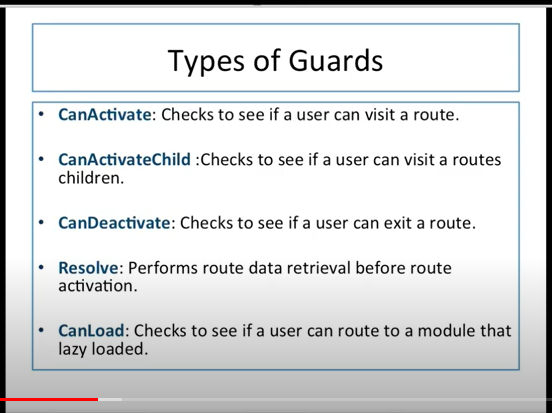 Types of Guards
• CanActivate: Checks to see if a user can visit a route.
• CanActivateChild :Checks to see if a user can visit a routes
children.
• CanDeactivate: Checks to see if a user can exit a route.
• Resolve: Performs route data retrieval before route
activation.
• CanLoad: Checks to see if a user can route to a module that
lazy loaded.